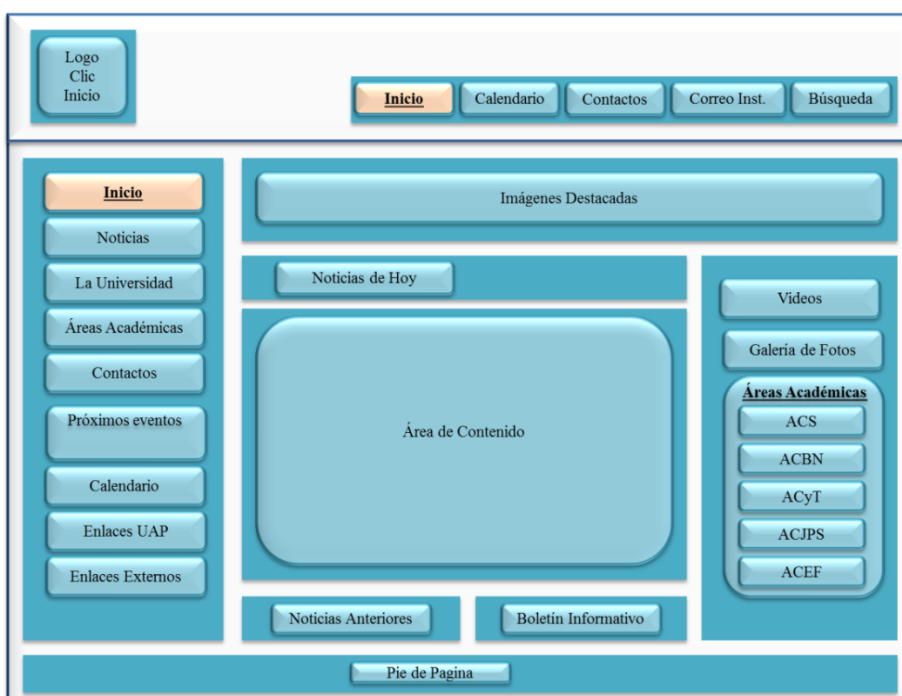 Logo
Clic
Inicio
Inicio
Calendario
Contactos
Correo Inst.
Búsqueda
Inicio
Noticias
La Universidad
Áreas Académicas
Contactos
Próximos eventos
Calendario
Enlaces UAP
Enlaces Externos
Imágenes Destacadas
Noticias de Hoy
Área de Contenido
Noticias Anteriores
Boletín Informativo
Videos
Galería de Fotos
Áreas Académicas
ACS
ACBN
ACyT
ACJPS
ACEF
Pie de Pagina